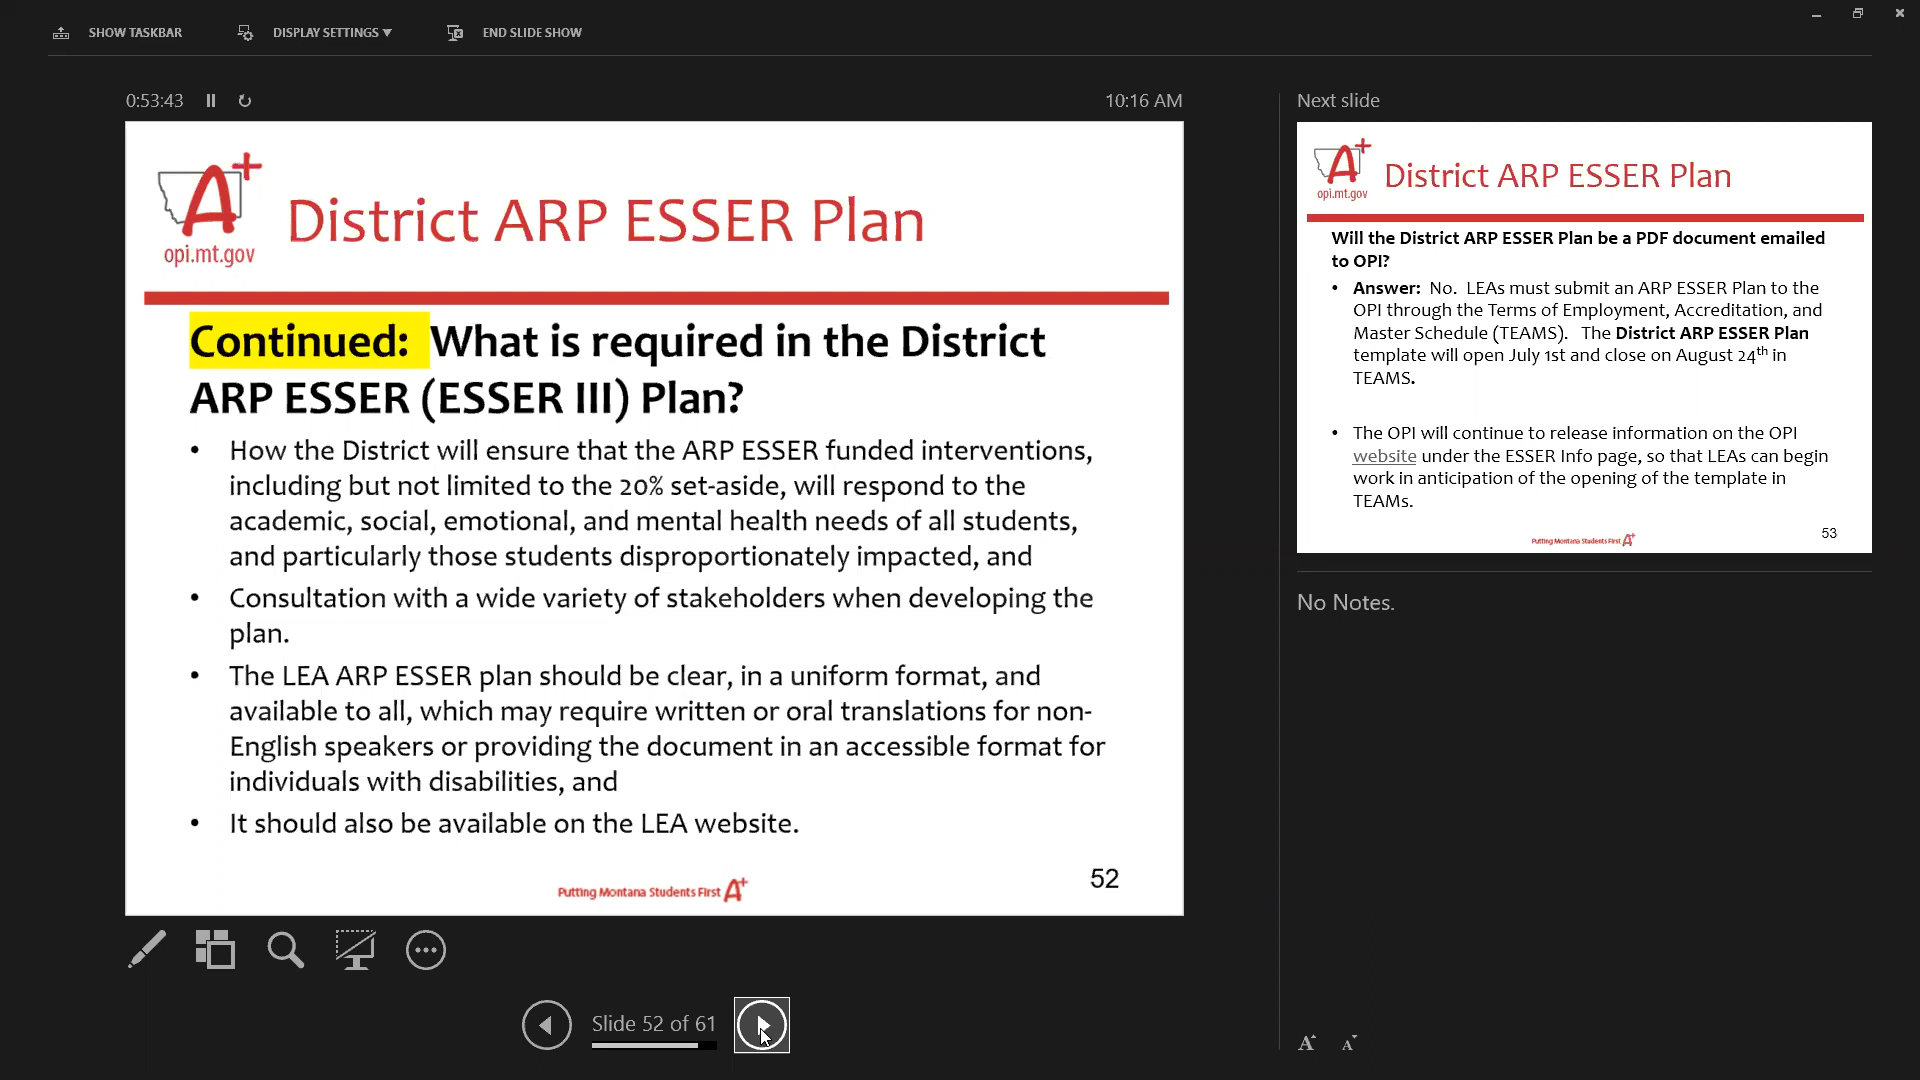 SHOW TASKBAR
DISPLAY SETTINGS ▼
END SLIDE SHOW
0:53:43
10:16 AM
A+
opi.mt.gov
District ARP ESSER Plan
Continued: What is required in the District
ARP ESSER (ESSER III) Plan?
• How the District will ensure that the ARP ESSER funded interventions,
including but not limited to the 20% set-aside, will respond to the
academic, social, emotional, and mental health needs of all students,
and particularly those students disproportionately impacted, and
• Consultation with a wide variety of stakeholders when developing the
plan.
• The LEA ARP ESSER plan should be clear, in a uniform format, and
available to all, which may require written or oral translations for non-
English speakers or providing the document in an accessible format for
individuals with disabilities, and
• It should also be available on the LEA website.
Putting Montana Students First A+
52
Slide 52 of 61
Next slide
A+
opi.mt.gov
District ARP ESSER Plan
Will the District ARP ESSER Plan be a PDF document emailed
to OPI?
• Answer: No. LEAs must submit an ARP ESSER Plan to the
OPI through the Terms of Employment, Accreditation, and
Master Schedule (TEAMS). The District ARP ESSER Plan
template will open July 1st and close on August 24th in
TEAMS.
• The OPI will continue to release information on the OPI
website under the ESSER Info page, so that LEAs can begin
work in anticipation of the opening of the template in
TEAMs.
Putting Montana Students First A+
53
No Notes.
A A